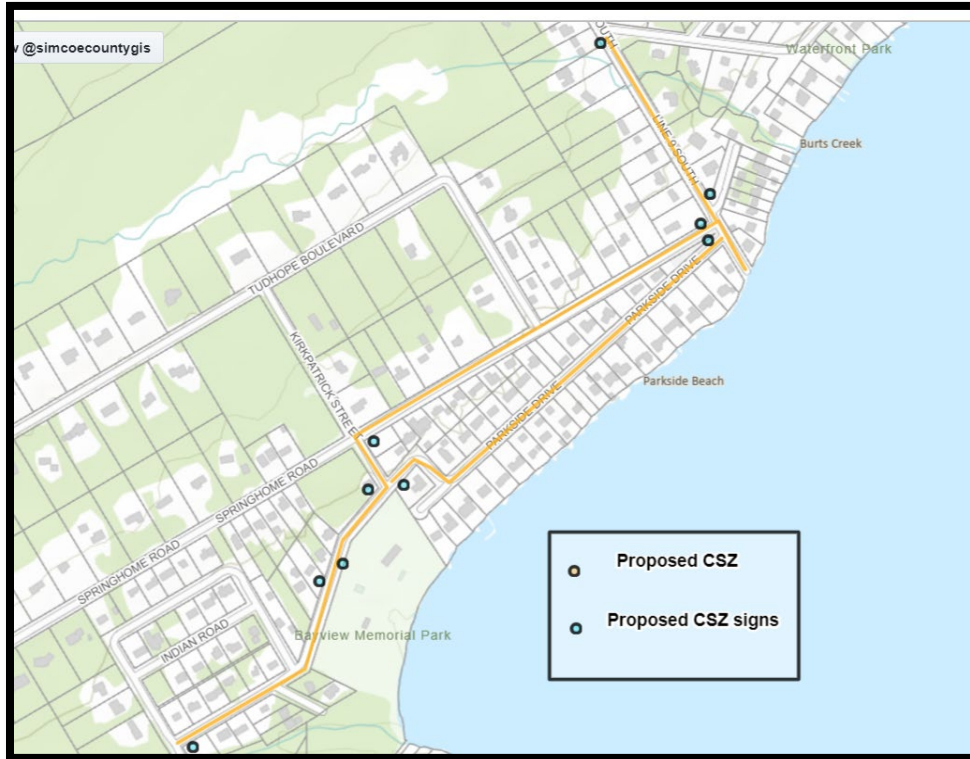 @simcoecountygis
Waterfront Park
LINE 9 SOUTH
Burts Creek
TUDHOPE BOULEVARD
PARKSIDE DRIVE
KIRKPATRICK STREET
Parkside Beach
PARKSIDE DRIVE
SPRINGHOME ROAD
SPRINGHOME ROAD
Proposed CSZ
Proposed CSZ signs
INDIAN ROAD
Bayview Memorial Park